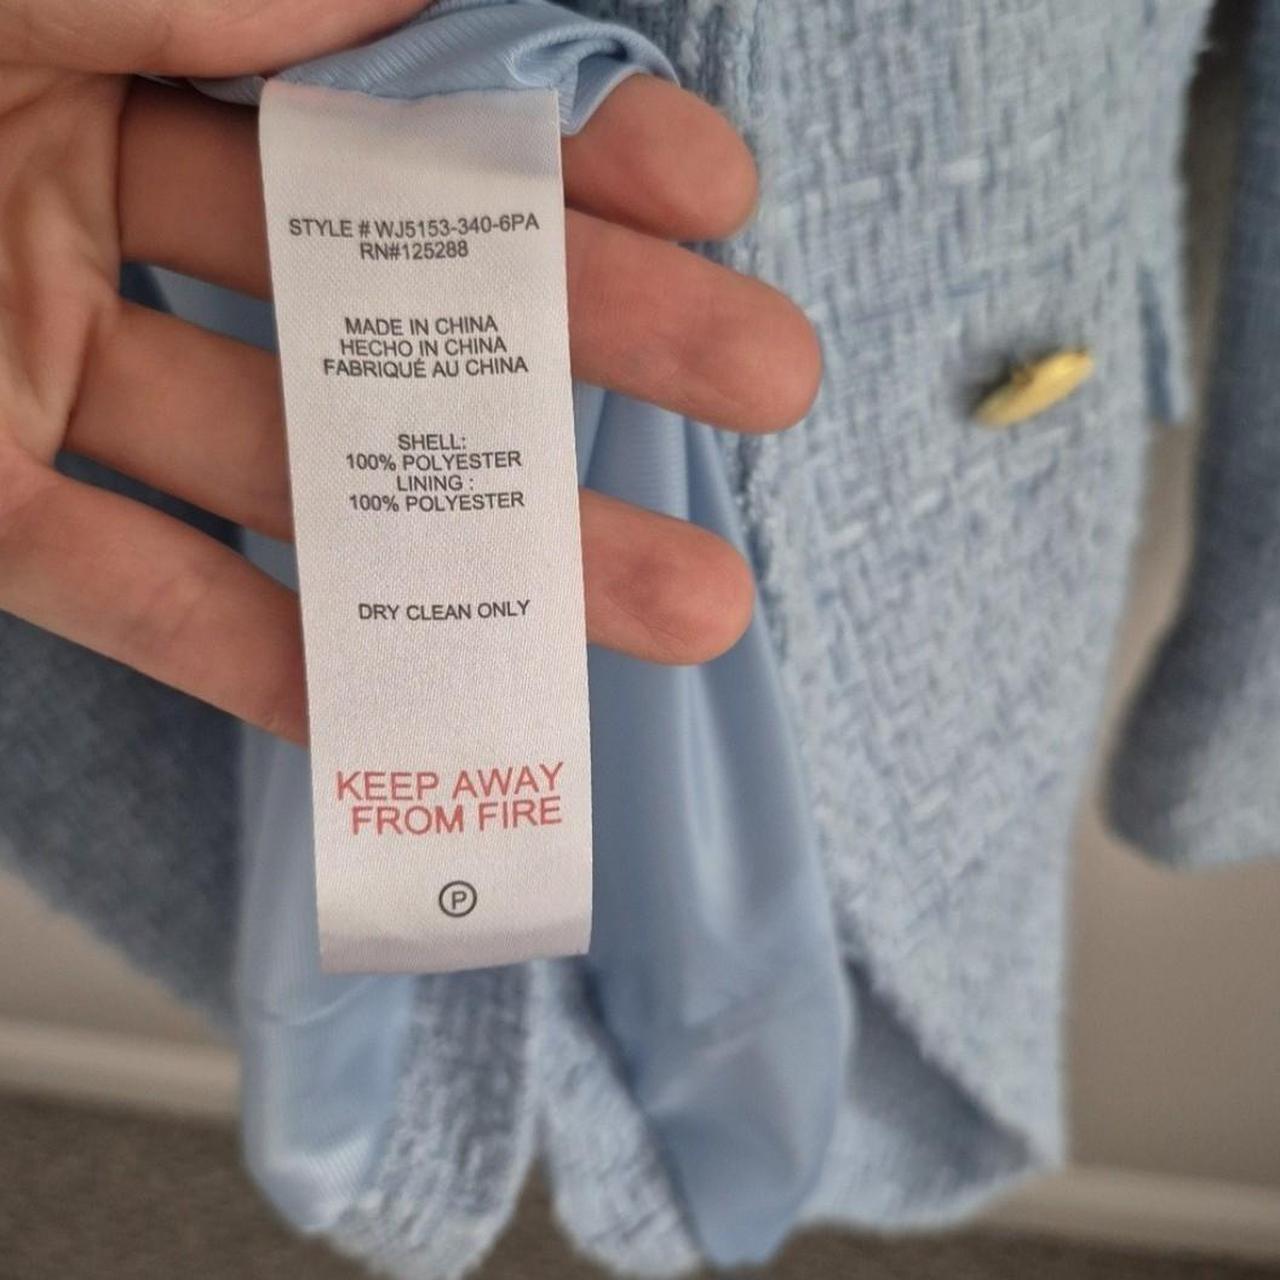 STYLE # WJ5153-340-6PA
RN#125288
MADE IN CHINA
HECHO IN CHINA
FABRIQUÉ AU CHINA
SHELL:
100% POLYESTER
LINING :
100% POLYESTER
DRY CLEAN ONLY
KEEP AWAY
FROM FIRE
P